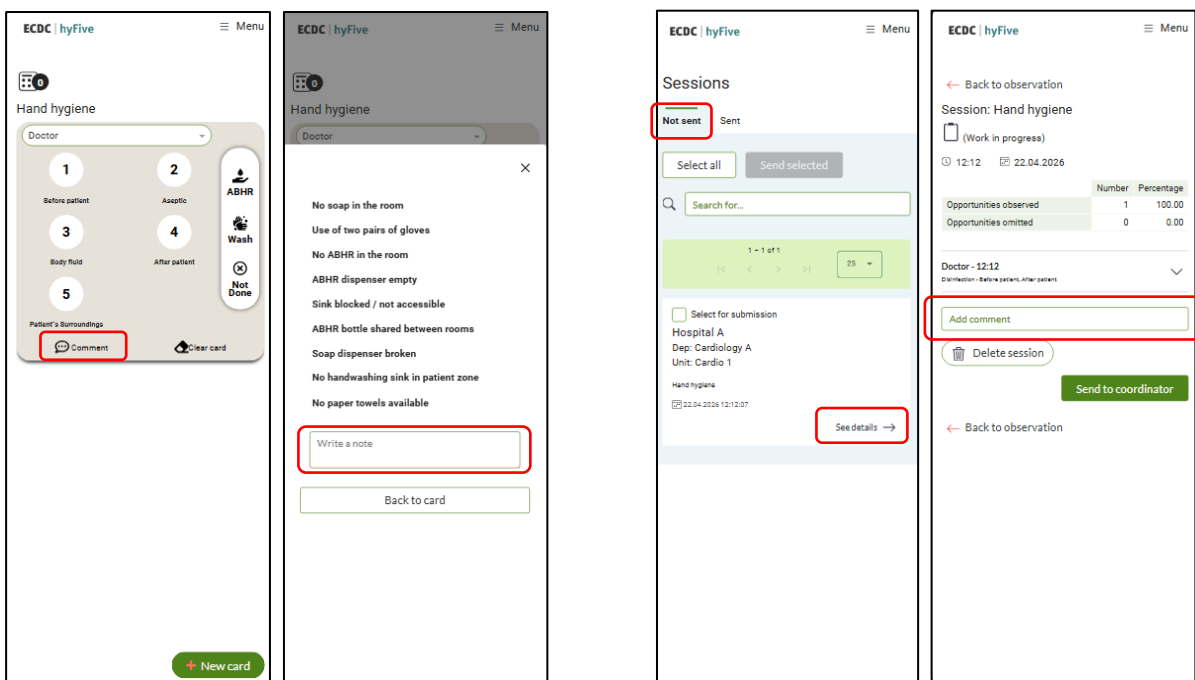 ECDC | hyFive
Menu
0
Hand hygiene
Doctor
1
2
Before patient
Aseptic
3
4
Body fluid
After patient
5
Patient's Surroundings
ABHR
Wash
Not
Done
Comment
Clear card
+ New card
ECDC | hyFive
Menu
0
Hand hygiene
Doctor
No soap in the room
Use of two pairs of gloves
No ABHR in the room
ABHR dispenser empty
Sink blocked / not accessible
ABHR bottle shared between rooms
Soap dispenser broken
No handwashing sink in patient zone
No paper towels available
Write a note
Back to card
ECDC | hyFive
Menu
Sessions
Not sent Sent
Select all Send selected
Search for...
1 – 1 of 1
25
Select for submission
Hospital A
Dep: Cardiology A
Unit: Cardio 1
Hand hygiene
22.04.2026 12:12:07
See details →
ECDC | hyFive
Menu
← Back to observation
Session: Hand hygiene
(Work in progress)
12:12 22.04.2026
Number Percentage
Opportunities observed 1 100.00
Opportunities omitted 0 0.00
Doctor - 12:12
Disinfection - Before patient, After patient
Add comment
Delete session
Send to coordinator
← Back to observation